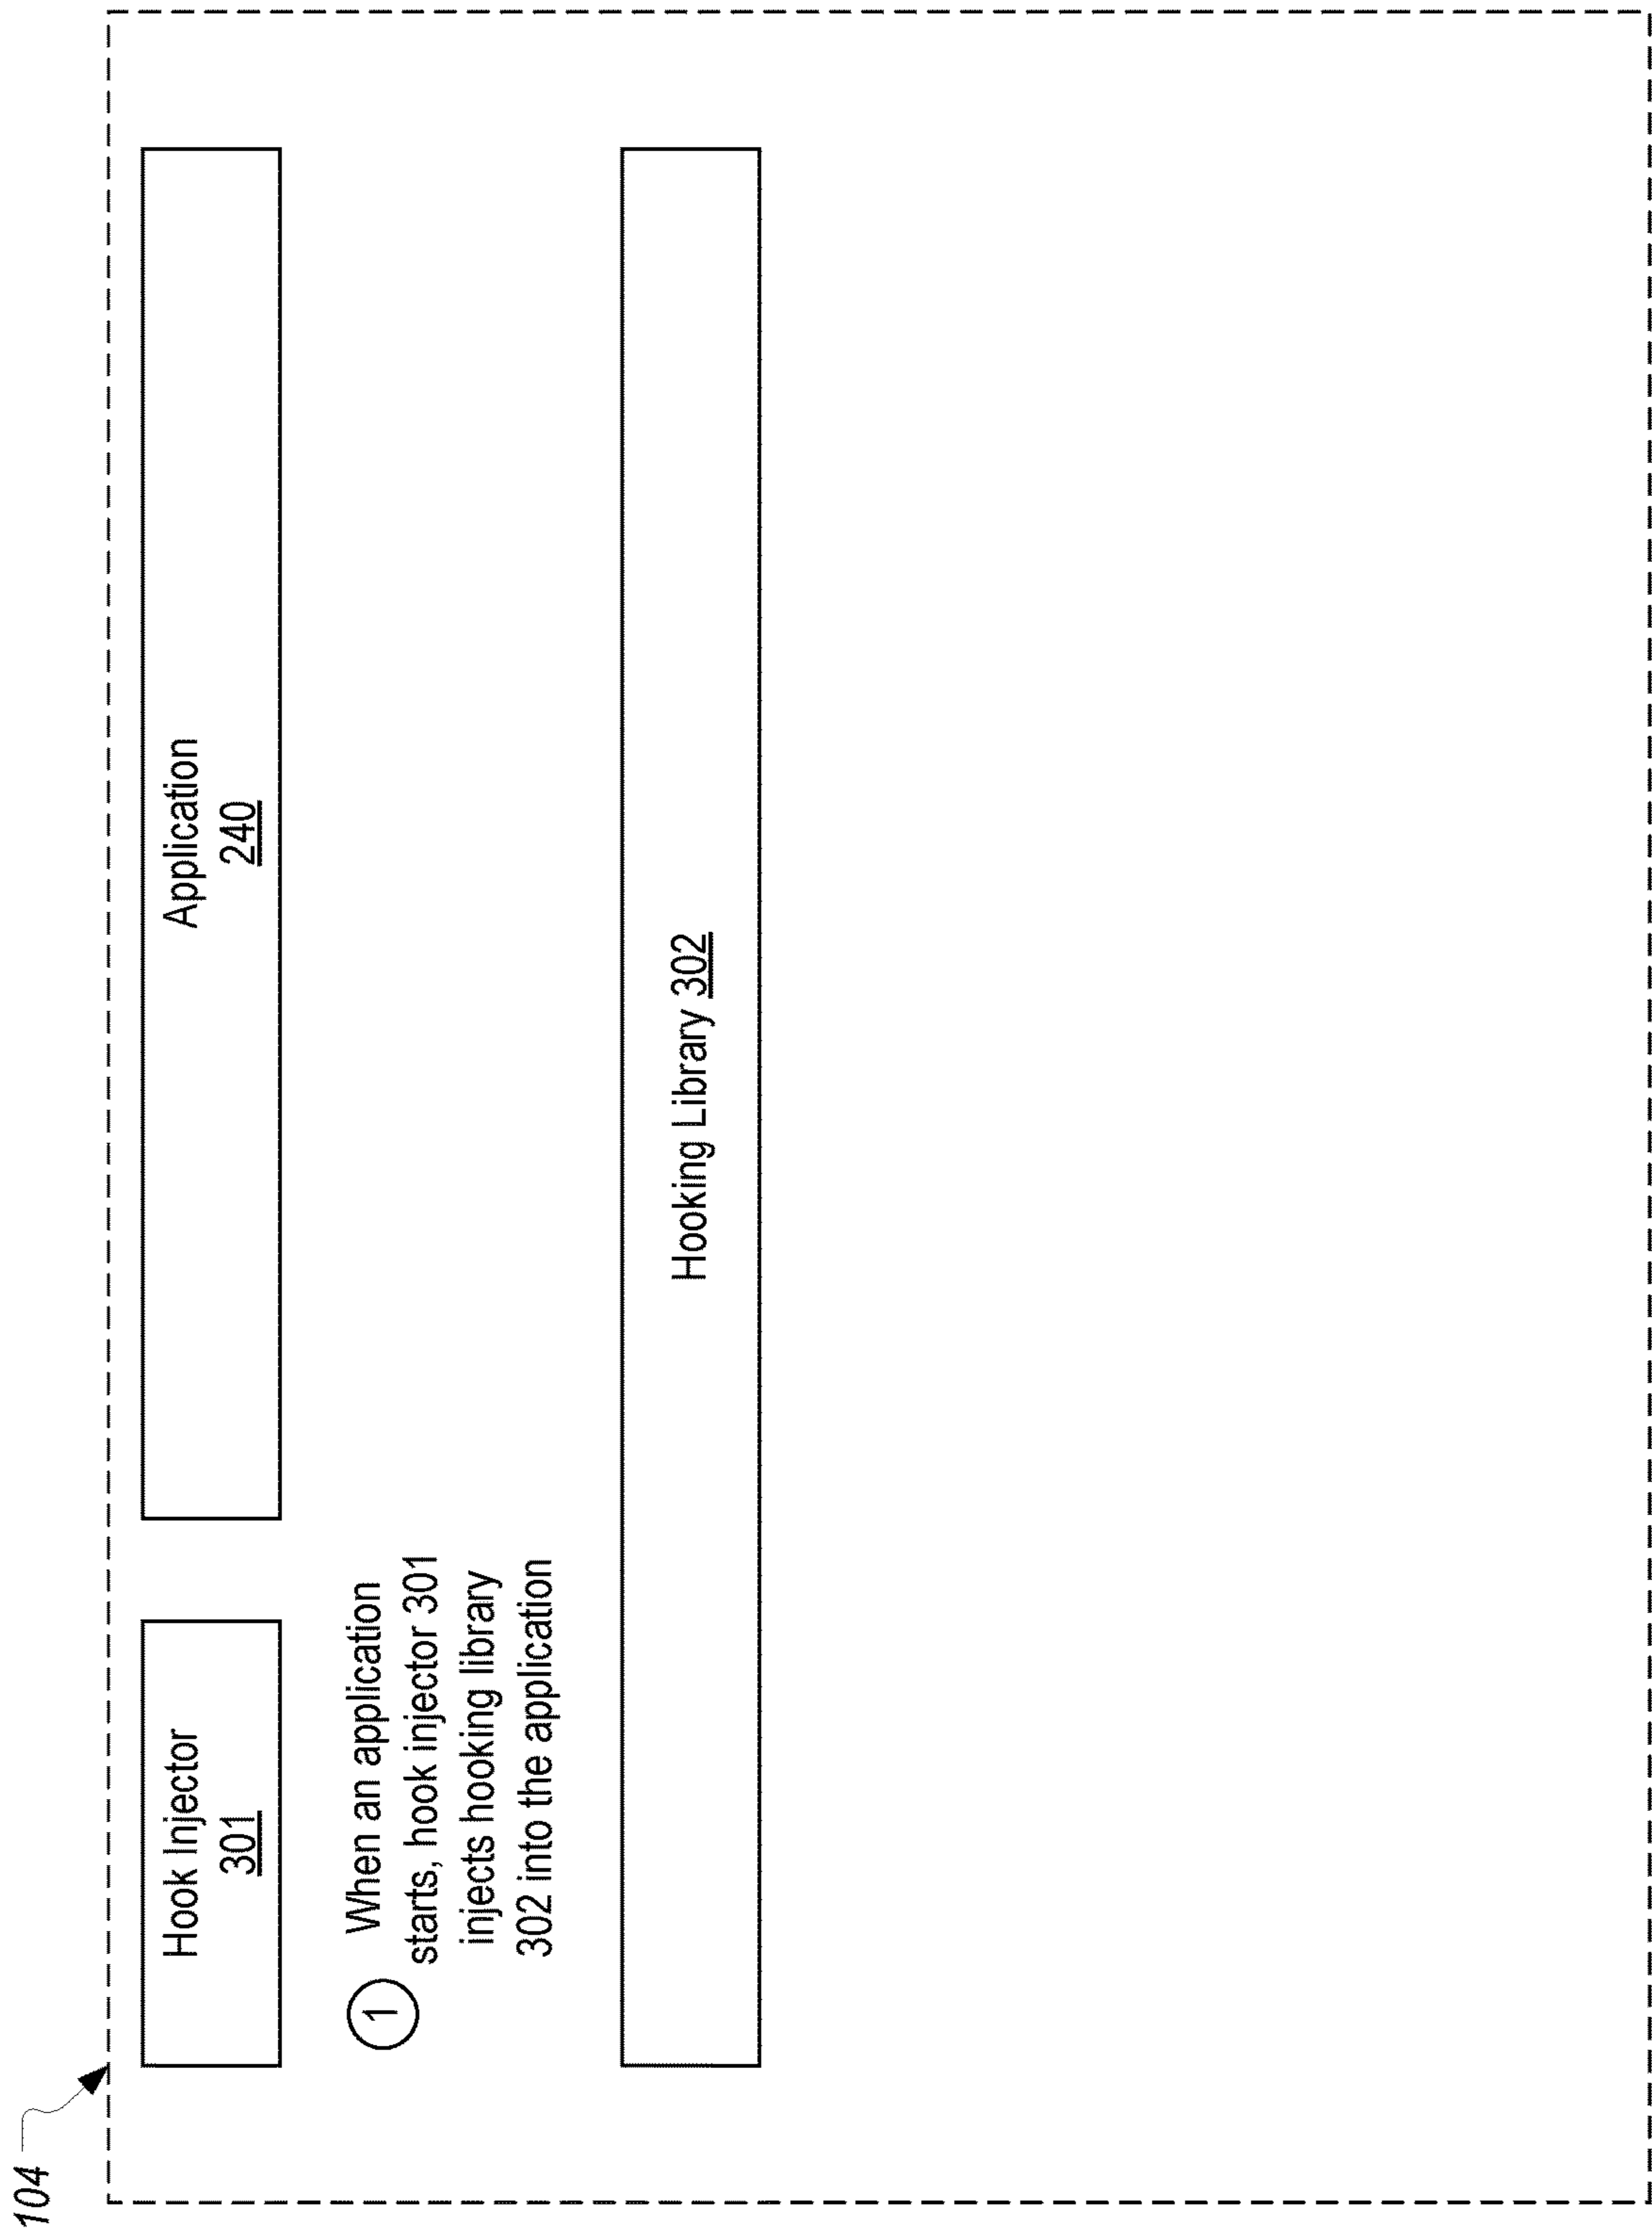 104
Hook Injector
301
Application
240
1
When an application
starts, hook injector 301
injects hooking library
302 into the application
Hooking Library 302